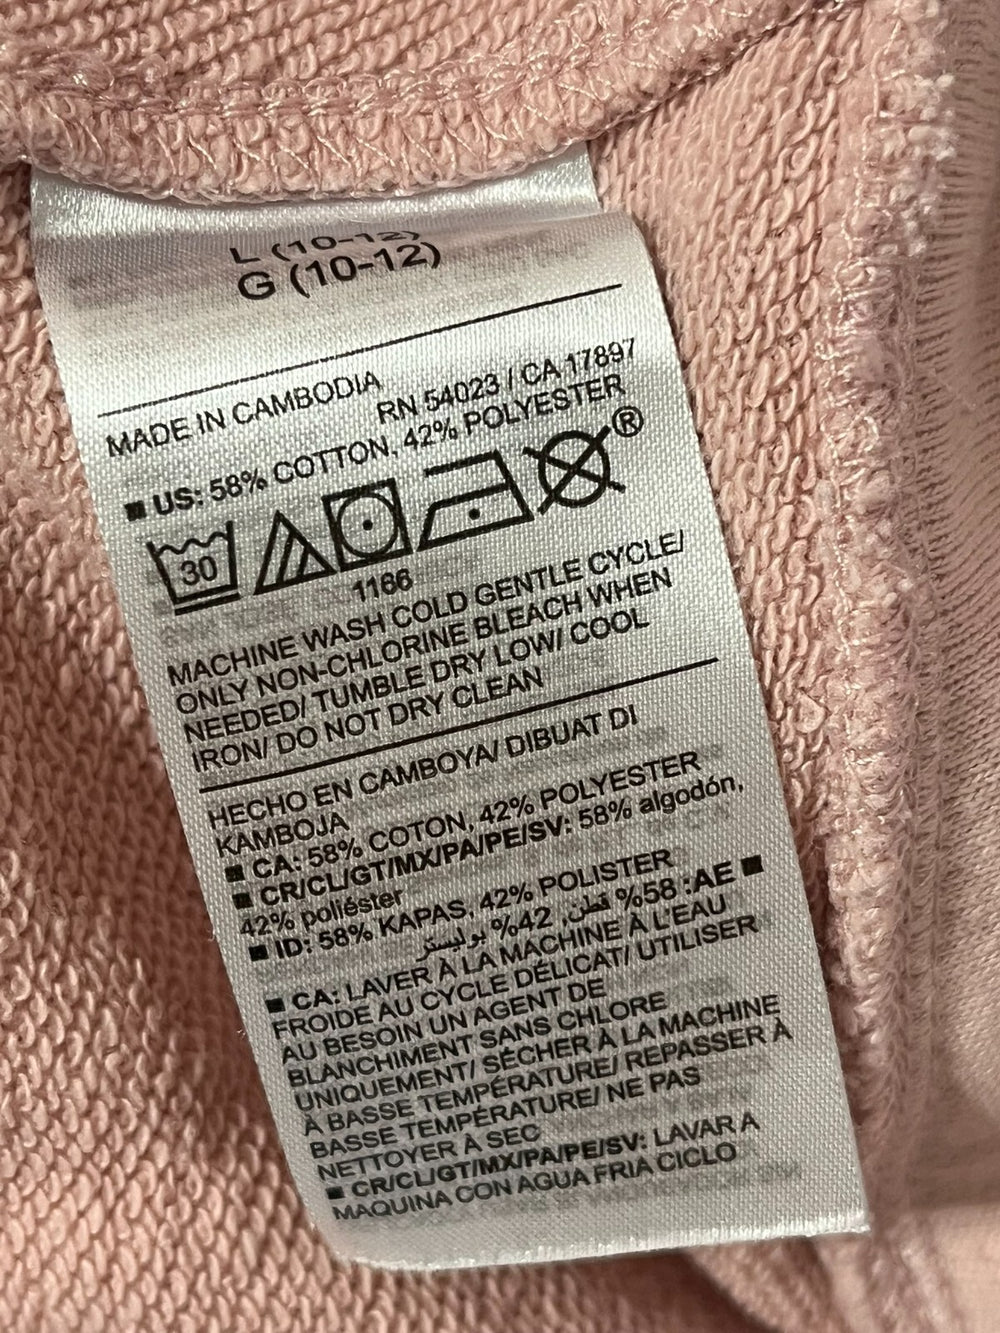 L (10-12)
G (10-12)
MADE IN CAMBODIA
RN 54023 / CA 17897
■ US: 58% COTTON, 42% POLYESTER
30 ®
1186
MACHINE WASH COLD GENTLE CYCLE/
ONLY NON-CHLORINE BLEACH WHEN
NEEDED/ TUMBLE DRY LOW/ COOL
IRON/ DO NOT DRY CLEAN
HECHO EN CAMBOYA/ DIBUAT DI
KAMBOJA
■ CA: 58% COTON, 42% POLYESTER
■ CR/CL/GT/MX/PA/PE/SV: 58% algodón,
42% poliéster
■ ID: 58% KAPAS, 42% POLISTER
■ AE: 58% قطن, 42% بوليستر
■ CA: LAVER À LA MACHINE À L'EAU
FROIDE AU CYCLE DÉLICAT/ UTILISER
AU BESOIN UN AGENT DE
BLANCHIMENT SANS CHLORE
UNIQUEMENT/ SÉCHER À LA MACHINE
À BASSE TEMPÉRATURE/ REPASSER À
BASSE TEMPÉRATURE/ NE PAS
NETTOYER À SEC
■ CR/CL/GT/MX/PA/PE/SV: LAVAR A
MAQUINA CON AGUA FRIA CICLO